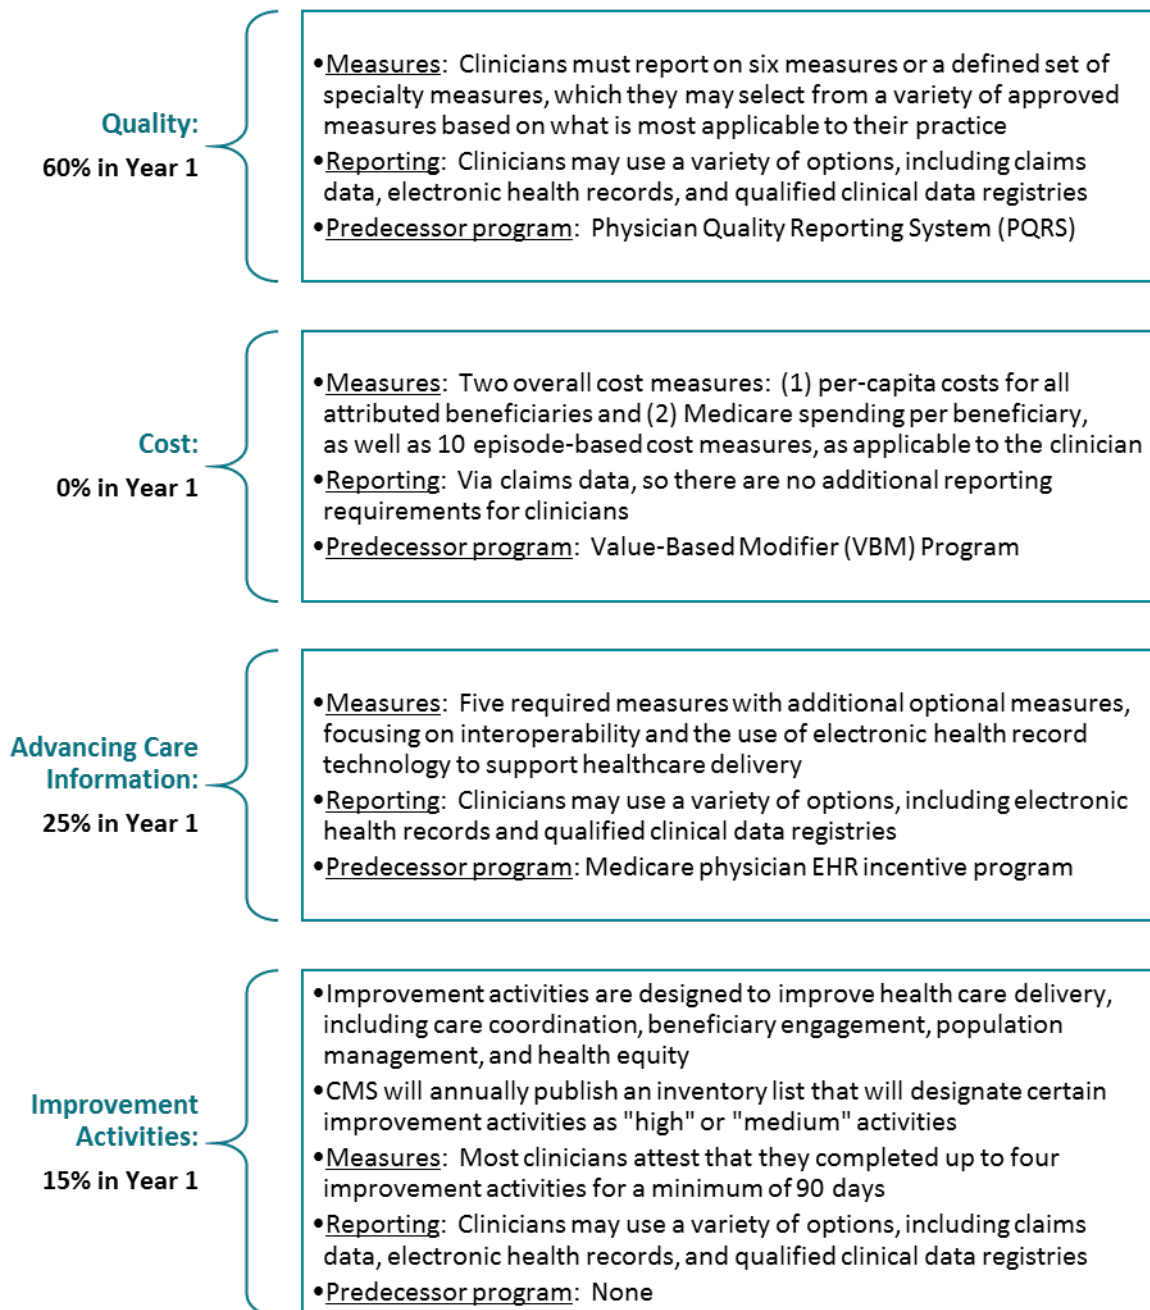 Quality:
60% in Year 1
•Measures:  Clinicians must report on six measures or a defined set of
specialty measures, which they may select from a variety of approved
measures based on what is most applicable to their practice
•Reporting:  Clinicians may use a variety of options, including claims
data, electronic health records, and qualified clinical data registries
•Predecessor program:  Physician Quality Reporting System (PQRS)
Cost:
0% in Year 1
•Measures:  Two overall cost measures:  (1) per-capita costs for all
attributed beneficiaries and (2) Medicare spending per beneficiary,
as well as 10 episode-based cost measures, as applicable to the clinician
•Reporting:  Via claims data, so there are no additional reporting
requirements for clinicians
•Predecessor program:  Value-Based Modifier (VBM) Program
Advancing Care
Information:
25% in Year 1
•Measures:  Five required measures with additional optional measures,
focusing on interoperability and the use of electronic health record
technology to support healthcare delivery
•Reporting:  Clinicians may use a variety of options, including electronic
health records and qualified clinical data registries
•Predecessor program: Medicare physician EHR incentive program
Improvement
Activities:
15% in Year 1
•Improvement activities are designed to improve health care delivery,
including care coordination, beneficiary engagement, population
management, and health equity
•CMS will annually publish an inventory list that will designate certain
improvement activities as "high" or "medium" activities
•Measures:  Most clinicians attest that they completed up to four
improvement activities for a minimum of 90 days
•Reporting:  Clinicians may use a variety of options, including claims
data, electronic health records, and qualified clinical data registries
•Predecessor program:  None